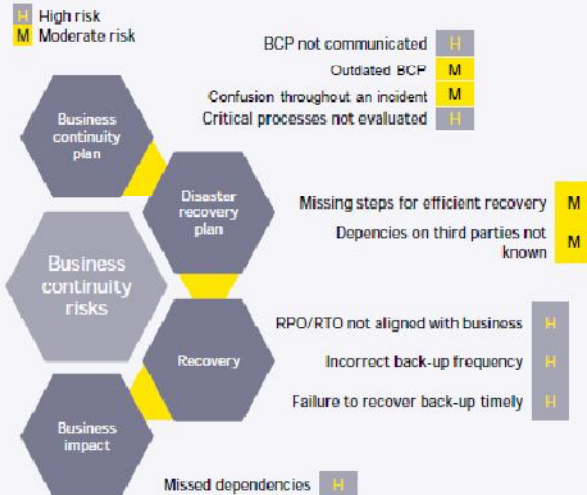 H High risk
M Moderate risk
BCP not communicated H
Outdated BCP M
Confusion throughout an incident M
Critical processes not evaluated H
Business
continuity
plan
Disaster
recovery
plan
Missing steps for efficient recovery M
Depencies on third parties not
known M
Business
continuity
risks
RPO/RTO not aligned with business H
Incorrect back-up frequency H
Failure to recover back-up timely H
Recovery
Business
impact
Missed dependencies H